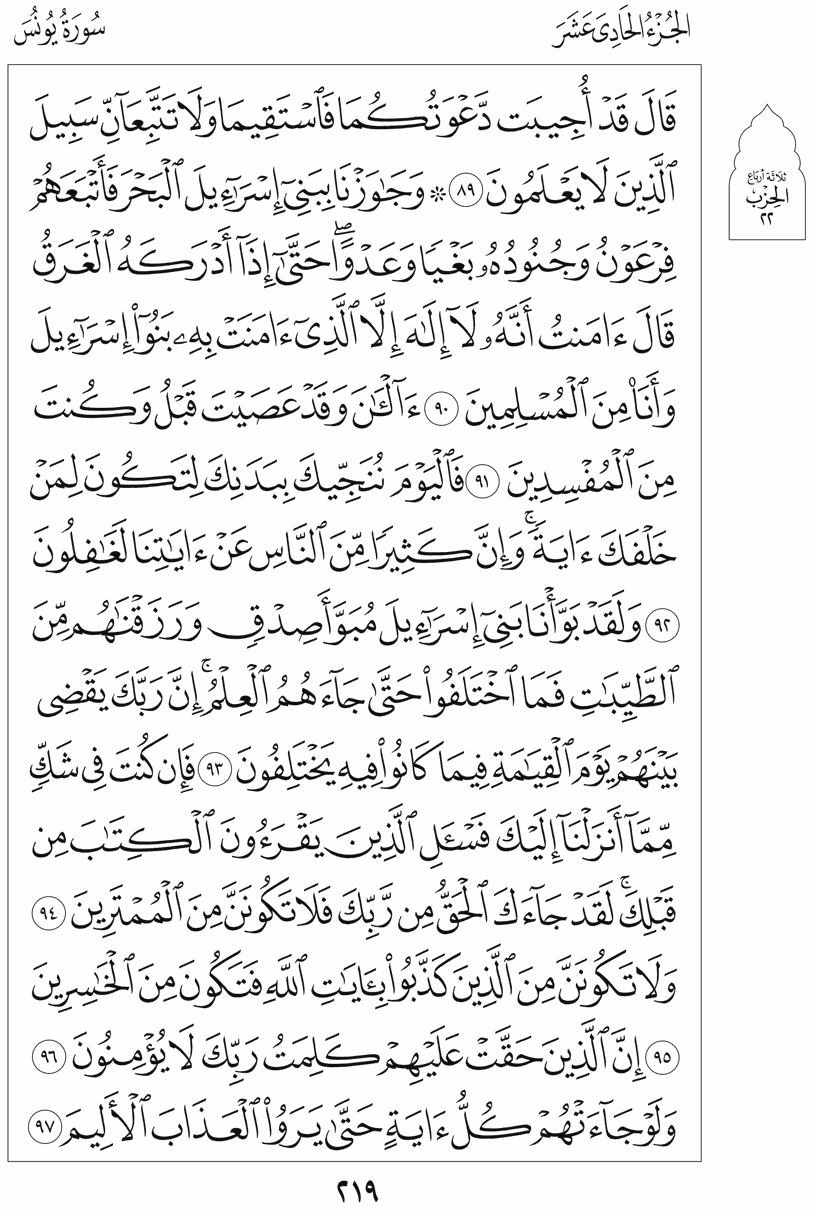 الجُزْءُ الحَادِى عَشَرَ
سُورَةُ يُونُسَ
قَالَ قَدْ أُجِيبَت دَّعْوَتُكُمَا فَٱسْتَقِيمَا وَلَا تَتَّبِعَآنِّ سَبِيلَ
ٱلَّذِينَ لَا يَعْلَمُونَ ٨٩ ۞ وَجَٰوَزْنَا بِبَنِىٓ إِسْرَٰٓءِيلَ ٱلْبَحْرَ فَأَتْبَعَهُمْ
فِرْعَوْنُ وَجُنُودُهُۥ بَغْيًا وَعَدْوًا ۖ حَتَّىٰٓ إِذَآ أَدْرَكَهُ ٱلْغَرَقُ
قَالَ ءَامَنتُ أَنَّهُۥ لَآ إِلَٰهَ إِلَّا ٱلَّذِىٓ ءَامَنَتْ بِهِۦ بَنُوٓا۟ إِسْرَٰٓءِيلَ
وَأَنَا۠ مِنَ ٱلْمُسْلِمِينَ ٩٠ ءَآلْـَٰٔنَ وَقَدْ عَصَيْتَ قَبْلُ وَكُنتَ
مِنَ ٱلْمُفْسِدِينَ ٩١ فَٱلْيَوْمَ نُنَجِّيكَ بِبَدَنِكَ لِتَكُونَ لِمَنْ
خَلْفَكَ ءَايَةً ۚ وَإِنَّ كَثِيرًا مِّنَ ٱلنَّاسِ عَنْ ءَايَٰتِنَا لَغَٰفِلُونَ
٩٢ وَلَقَدْ بَوَّأْنَا بَنِىٓ إِسْرَٰٓءِيلَ مُبَوَّأَ صِدْقٍ وَرَزَقْنَٰهُم مِّنَ
ٱلطَّيِّبَٰتِ فَمَا ٱخْتَلَفُوا۟ حَتَّىٰ جَآءَهُمُ ٱلْعِلْمُ ۚ إِنَّ رَبَّكَ يَقْضِى
بَيْنَهُمْ يَوْمَ ٱلْقِيَٰمَةِ فِيمَا كَانُوا۟ فِيهِ يَخْتَلِفُونَ ٩٣ فَإِن كُنتَ فِى شَكٍّ
مِّمَّآ أَنزَلْنَآ إِلَيْكَ فَسْـَٔلِ ٱلَّذِينَ يَقْرَءُونَ ٱلْكِتَٰبَ مِن
قَبْلِكَ ۚ لَقَدْ جَآءَكَ ٱلْحَقُّ مِن رَّبِّكَ فَلَا تَكُونَنَّ مِنَ ٱلْمُمْتَرِينَ ٩٤
وَلَا تَكُونَنَّ مِنَ ٱلَّذِينَ كَذَّبُوا۟ بِـَٔايَٰتِ ٱللَّهِ فَتَكُونَ مِنَ ٱلْخَٰسِرِينَ
٩٥ إِنَّ ٱلَّذِينَ حَقَّتْ عَلَيْهِمْ كَلِمَتُ رَبِّكَ لَا يُؤْمِنُونَ ٩٦
وَلَوْ جَآءَتْهُمْ كُلُّ ءَايَةٍ حَتَّىٰ يَرَوُا۟ ٱلْعَذَابَ ٱلْأَلِيمَ ٩٧
ثلاثة أرباع
الحِزْب
٢٢
٢١٩